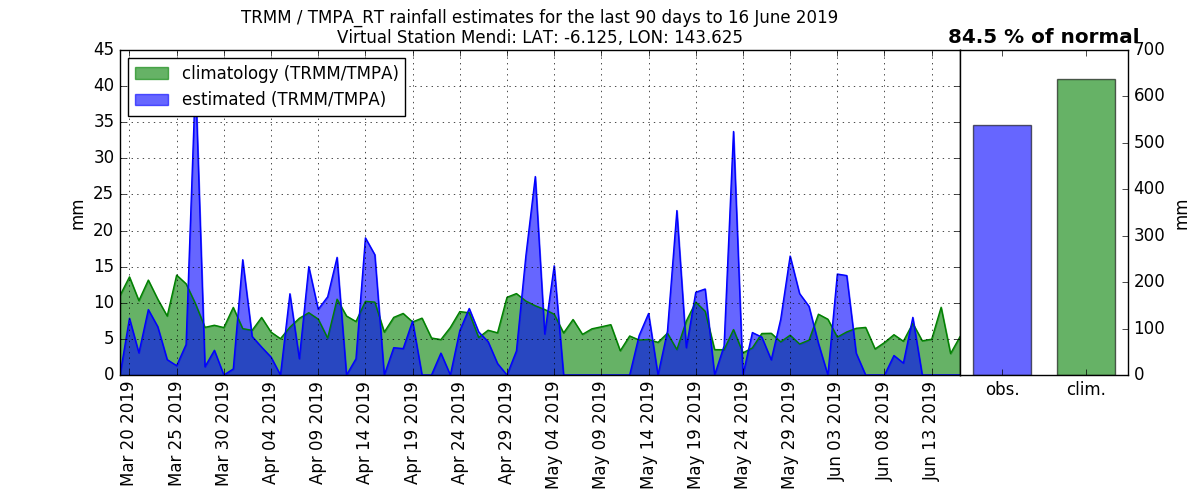 TRMM / TMPA_RT rainfall estimates for the last 90 days to 16 June 2019
Virtual Station Mendi: LAT: -6.125, LON: 143.625
84.5 % of normal
climatology (TRMM/TMPA)
estimated (TRMM/TMPA)
mm
45
40
35
30
25
20
15
10
5
0
Mar 20 2019
Mar 25 2019
Mar 30 2019
Apr 04 2019
Apr 09 2019
Apr 14 2019
Apr 19 2019
Apr 24 2019
Apr 29 2019
May 04 2019
May 09 2019
May 14 2019
May 19 2019
May 24 2019
May 29 2019
Jun 03 2019
Jun 08 2019
Jun 13 2019
700
600
500
400
300
200
100
0
mm
obs.
clim.